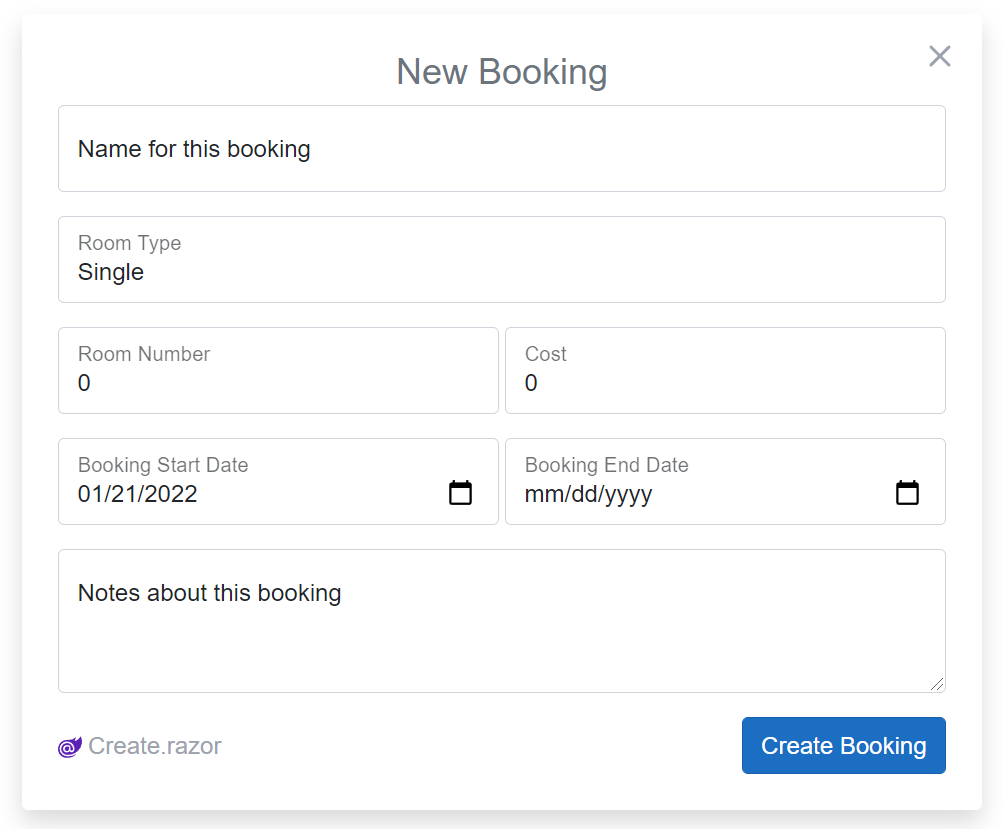 New Booking
Name for this booking
Room Type
Single
Room Number
0
Cost
0
Booking Start Date
01/21/2022
Booking End Date
mm/dd/yyyy
Notes about this booking
Create.razor
Create Booking